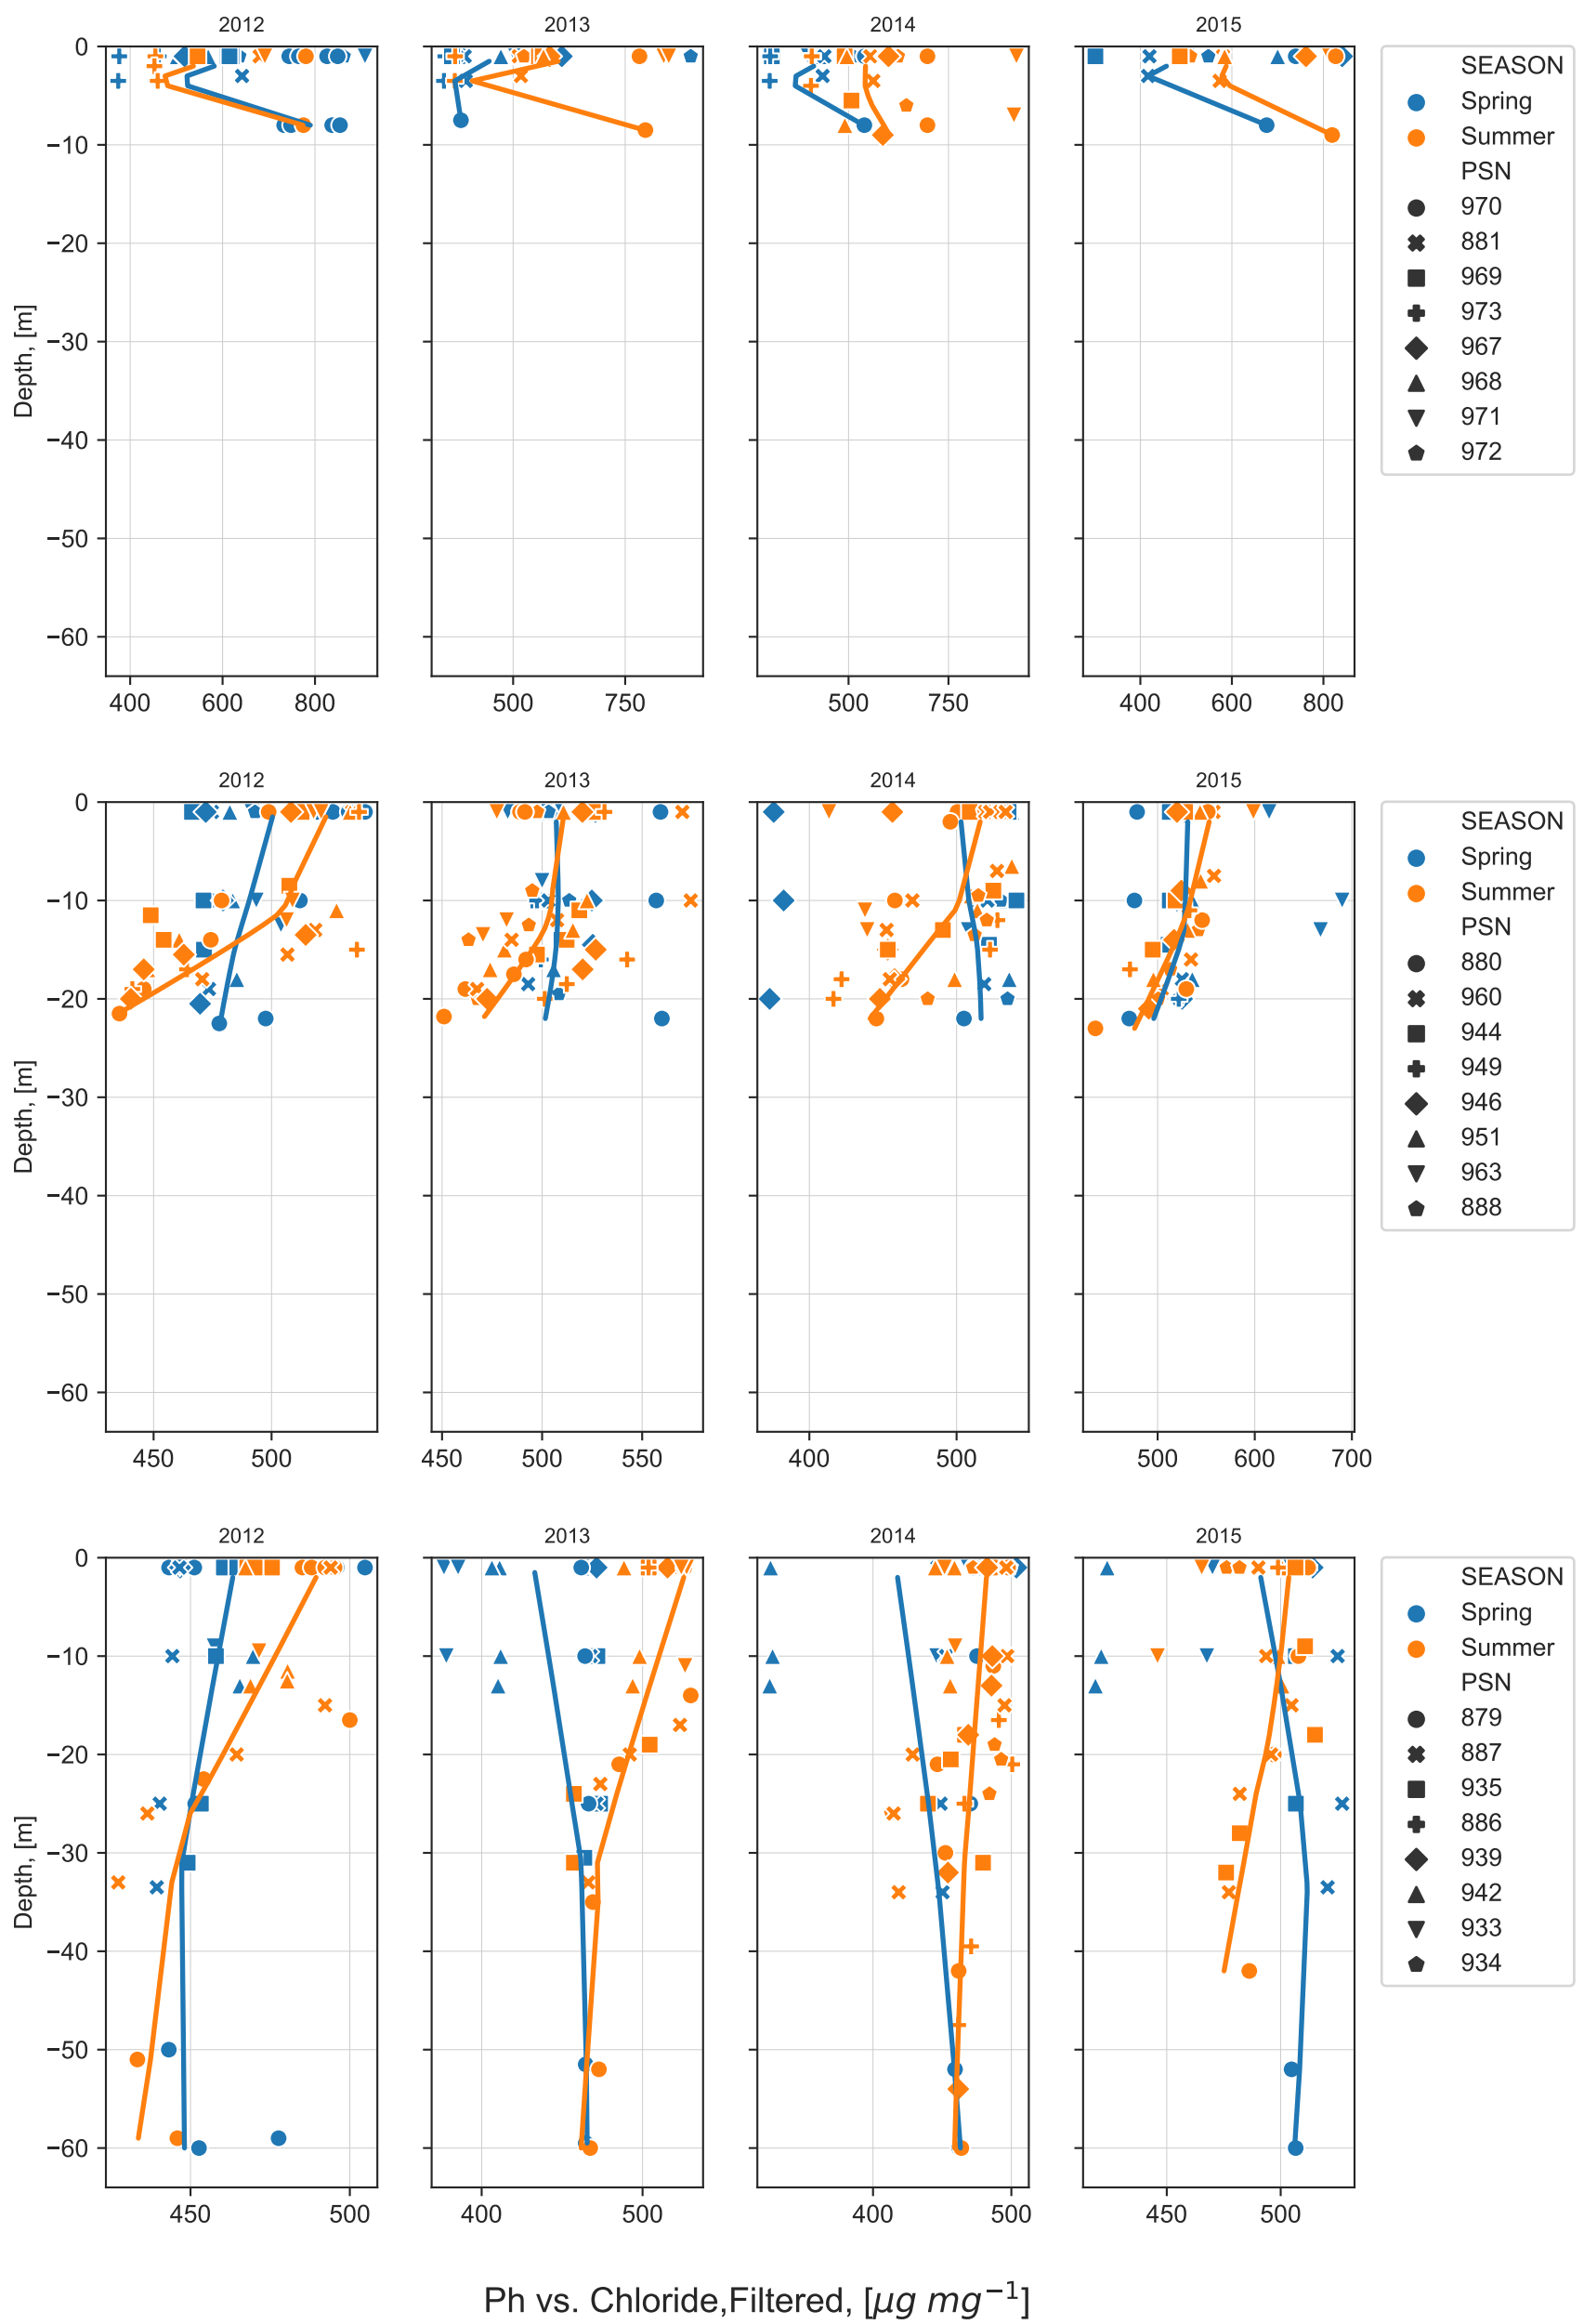 2012 2013 2014 2015
0
−10
−20
−30
−40
−50
−60
Depth, [m]
400 600 800
500 750
500 750
400 600 800
SEASON
Spring
Summer
PSN
970
881
969
973
967
968
971
972
2012 2013 2014 2015
0
−10
−20
−30
−40
−50
−60
Depth, [m]
450 500
450 500 550
400 500
500 600 700
SEASON
Spring
Summer
PSN
880
960
944
949
946
951
963
888
2012 2013 2014 2015
0
−10
−20
−30
−40
−50
−60
Depth, [m]
450 500
400 500
400 500
450 500
SEASON
Spring
Summer
PSN
879
887
935
886
939
942
933
934
Ph vs. Chloride,Filtered, [μg mg⁻¹]